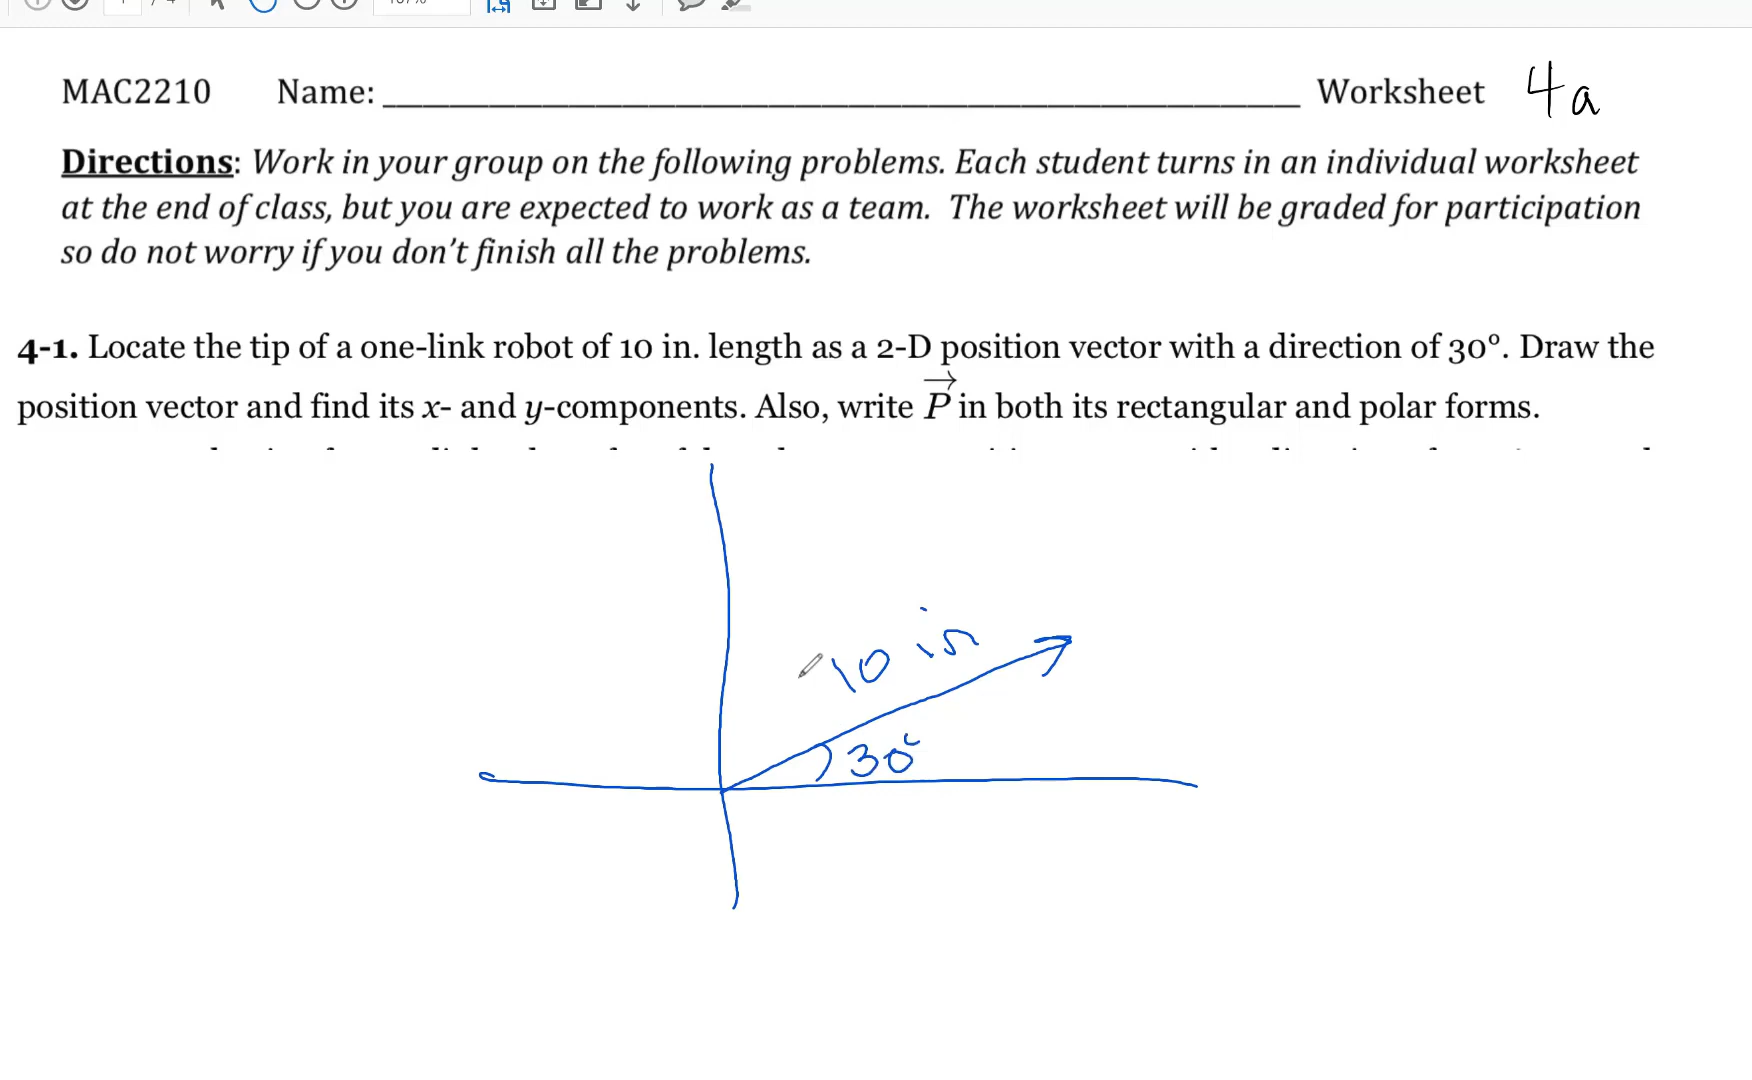 MAC2210 Name: Worksheet 4a
Directions: Work in your group on the following problems. Each student turns in an individual worksheet
at the end of class, but you are expected to work as a team. The worksheet will be graded for participation
so do not worry if you don't finish all the problems.
4-1. Locate the tip of a one-link robot of 10 in. length as a 2-D position vector with a direction of 30°. Draw the
position vector and find its x- and y-components. Also, write P⃗ in both its rectangular and polar forms.
10 in
30°